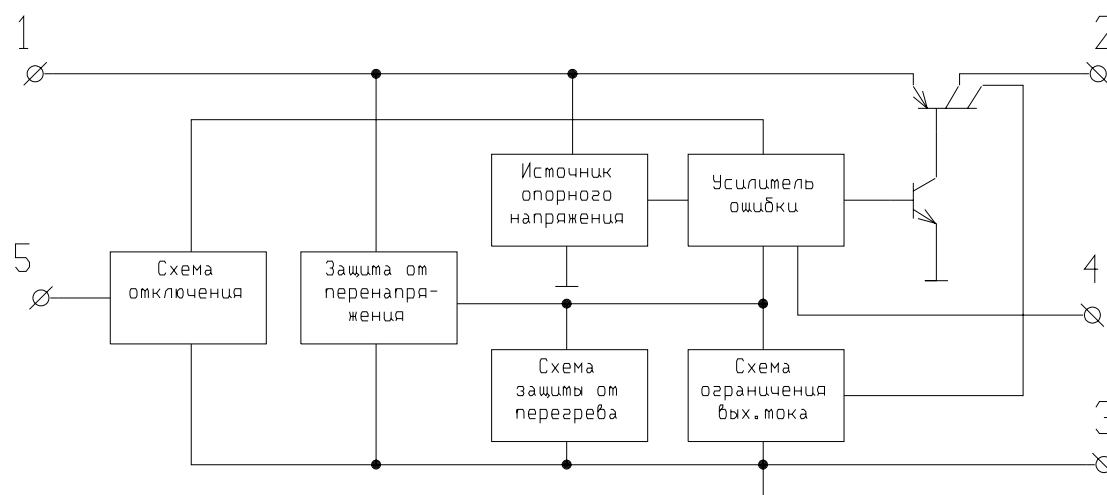 1
2
Источник
опорного
напряжения
Усилитель
ошибки
5
Схема
отключения
Защита от
перенапря-
жения
4
Схема
защиты от
перегрева
Схема
ограничения
вых.тока
3